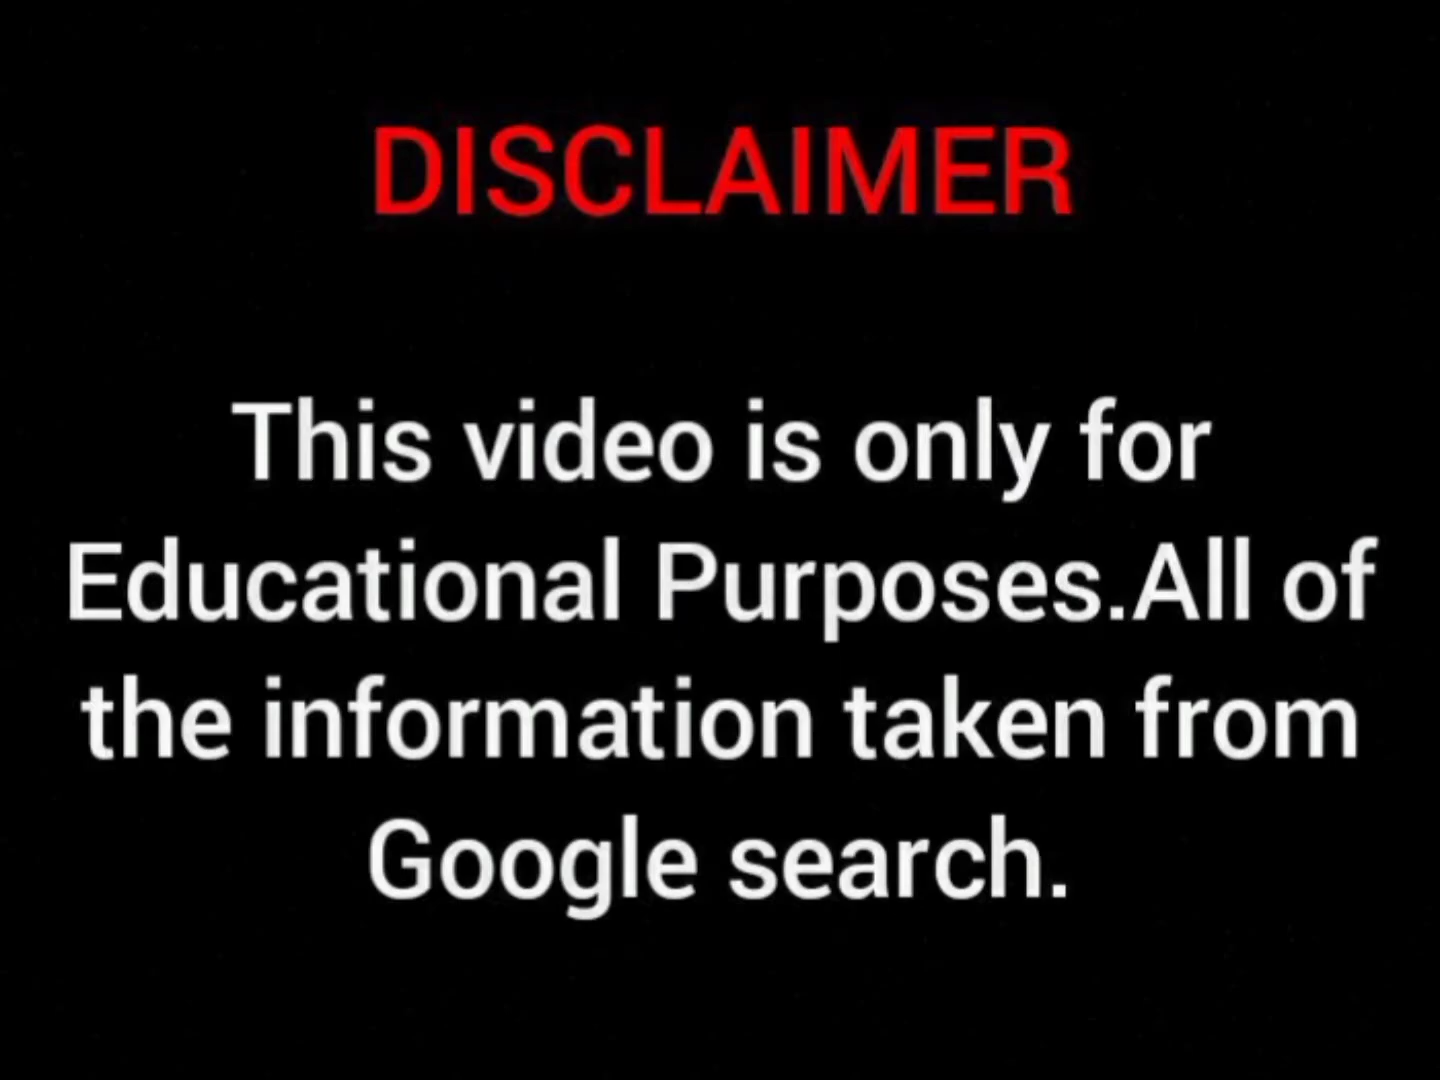 DISCLAIMER
This video is only for
Educational Purposes.All of
the information taken from
Google search.